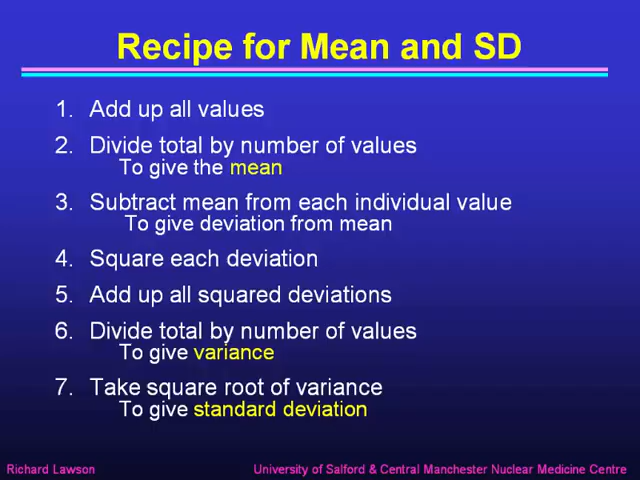 Recipe for Mean and SD
1. Add up all values
2. Divide total by number of values
To give the mean
3. Subtract mean from each individual value
To give deviation from mean
4. Square each deviation
5. Add up all squared deviations
6. Divide total by number of values
To give variance
7. Take square root of variance
To give standard deviation
Richard Lawson
University of Salford & Central Manchester Nuclear Medicine Centre